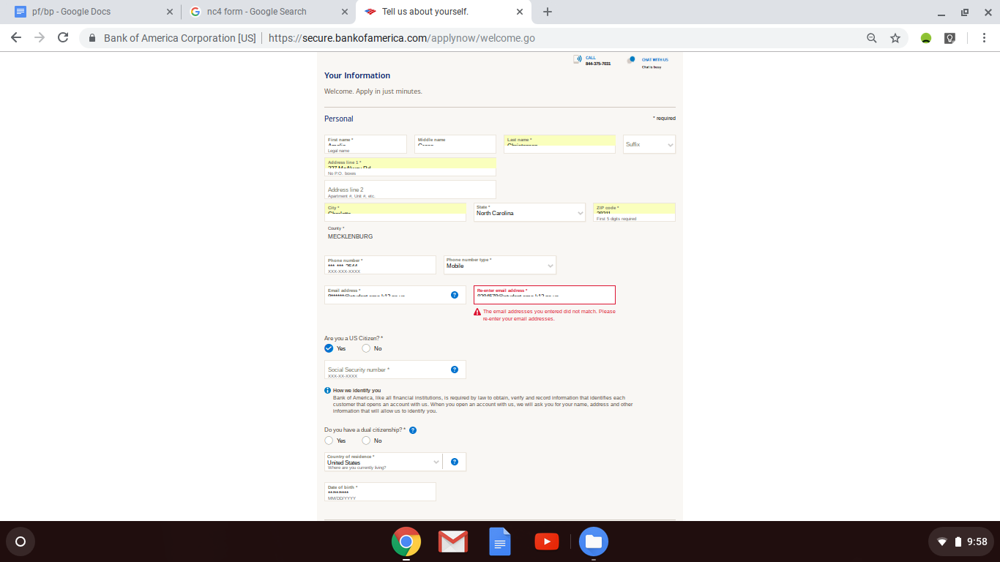 pf/bp - Google Docs
nc4 form - Google Search
Tell us about yourself.
Bank of America Corporation [US] | https://secure.bankofamerica.com/applynow/welcome.go
CALL
844-375-7031
CHAT WITH US
Chat is busy
Your Information
Welcome. Apply in just minutes.
Personal
* required
First name *
Legal name
Middle name
Last name *
Suffix
Address line 1 *
No P.O. boxes
Address line 2
Apartment #, Unit #, etc.
City *
State *
North Carolina
ZIP code *
First 5 digits required
County *
MECKLENBURG
Phone number *
XXX-XXX-XXXX
Phone number type *
Mobile
Email address *
Re-enter email address *
The email addresses you entered did not match. Please
re-enter your email addresses.
Are you a US Citizen? *
Yes No
Social Security number *
XXX-XX-XXXX
How we identify you
Bank of America, like all financial institutions, is required by law to obtain, verify and record information that identifies each
customer that opens an account with us. When you open an account with us, we will ask you for your name, address and other
information that will allow us to identify you.
Do you have a dual citizenship? *
Yes No
Country of residence *
United States
Where are you currently living?
Date of birth *
**/**/****
MM/DD/YYYY
9:58